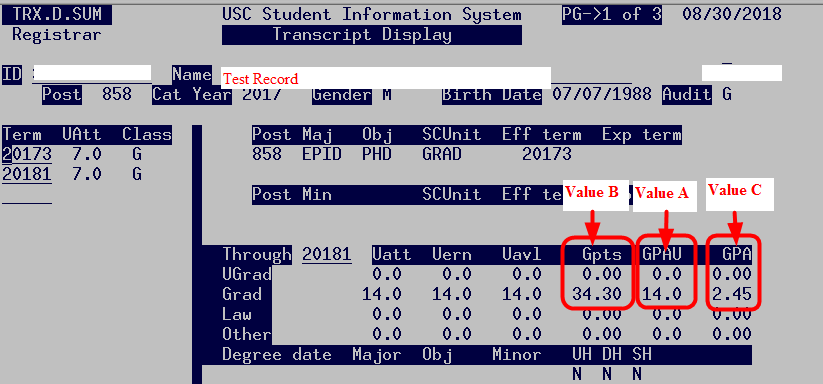 TRX.D.SUM USC Student Information System PG->1 of 3 08/30/2018
Registrar Transcript Display
ID Name Test Record
Post 858 Cat Year 2017 Gender M Birth Date 07/07/1988 Audit G
Term UAtt Class Post Maj Obj SCUnit Eff term Exp term
20173 7.0 G 858 EPID PHD GRAD 20173
20181 7.0 G
Post Min SCUnit Eff te
Value B Value A Value C
Through 20181 Uatt Uern Uavl Gpts GPAU GPA
UGrad 0.0 0.0 0.0 0.00 0.0 0.00
Grad 14.0 14.0 14.0 34.30 14.0 2.45
Law 0.0 0.0 0.0 0.00 0.0 0.00
Other 0.0 0.0 0.0 0.00 0.0 0.00
Degree date Major Obj Minor UH DH SH
N N N